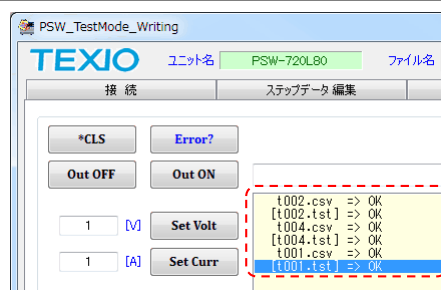 PSW_TestMode_Writing
TEXIO ユニット名 PSW-720L80 ファイル名
接 続 ステップデータ編集
*CLS Error?
Out OFF Out ON
1 [V] Set Volt
1 [A] Set Curr
t002.csv => OK
[t002.tst] => OK
t004.csv => OK
[t004.tst] => OK
t001.csv => OK
[t001.tst] => OK